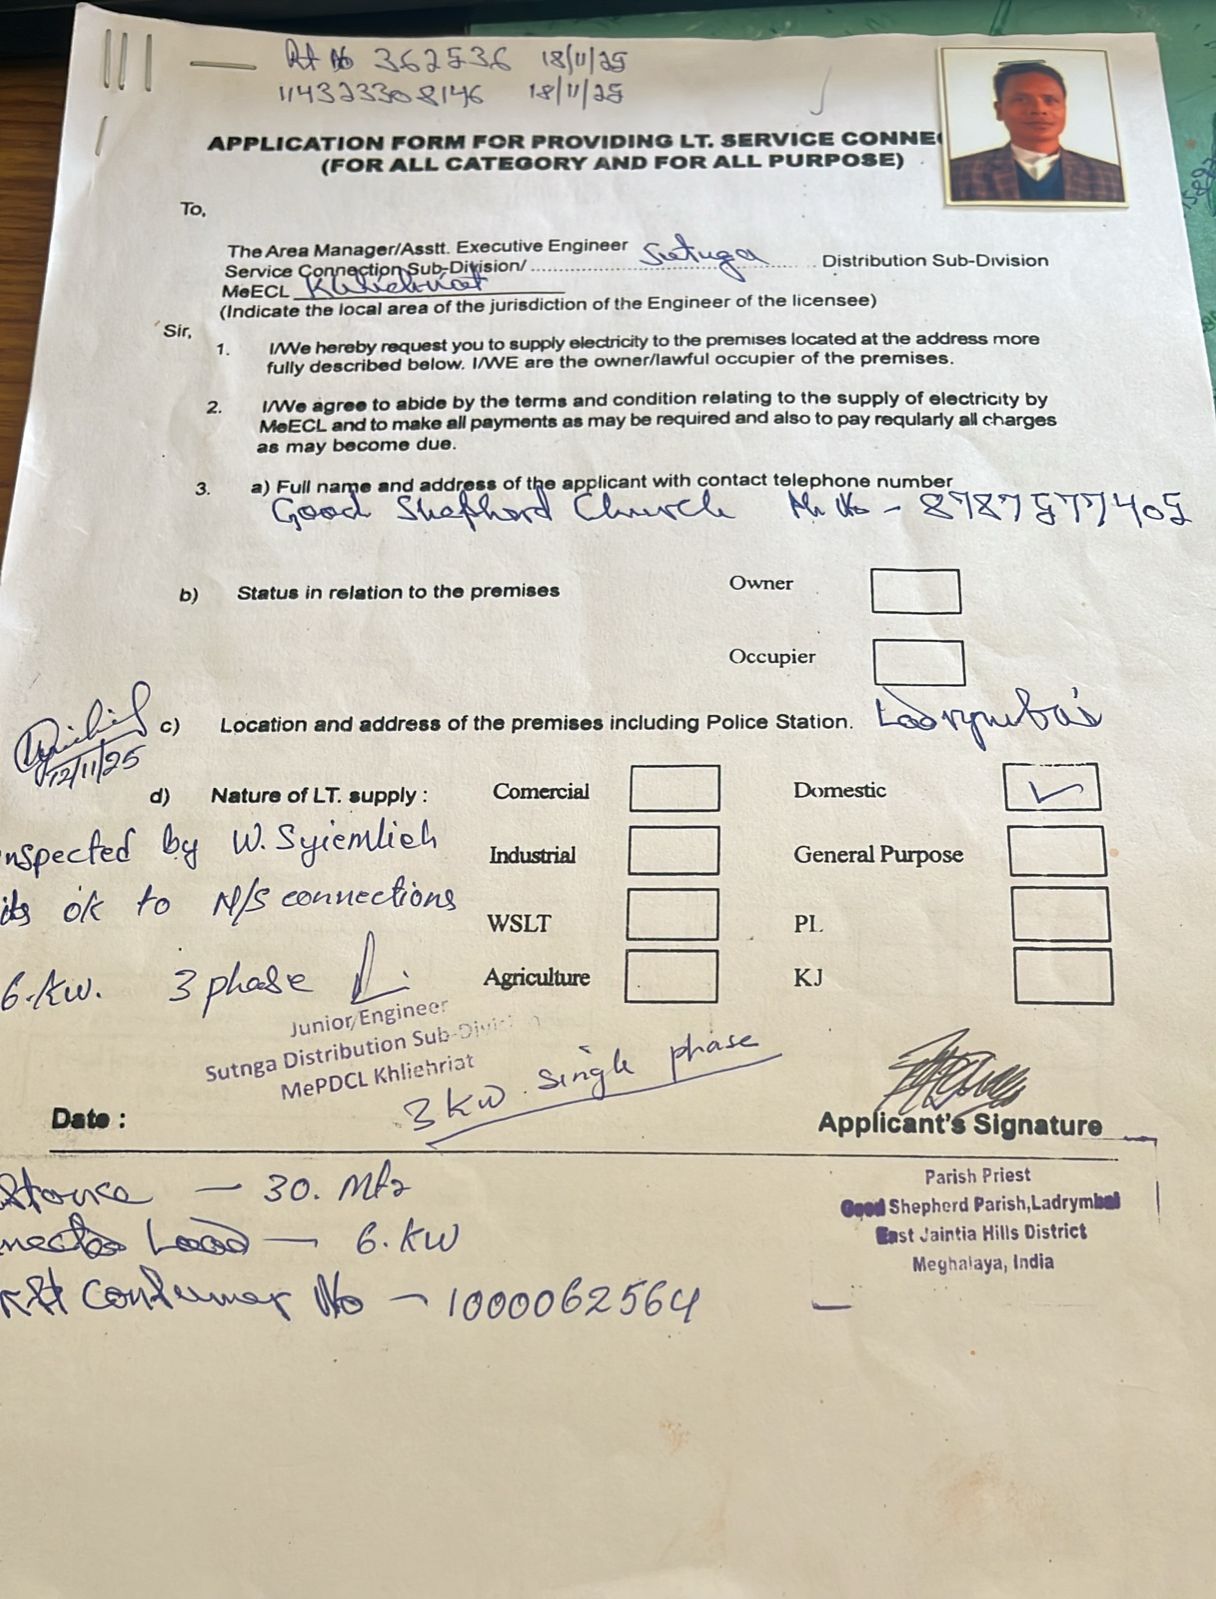 Rt No 362536 18/11/25
114323308146 18/11/25
APPLICATION FORM FOR PROVIDING LT. SERVICE CONNE
(FOR ALL CATEGORY AND FOR ALL PURPOSE)
To,
The Area Manager/Asstt. Executive Engineer
Service Connection Sub-Division/ Sutnga Distribution Sub-Division
MeECL Khliehriat
(Indicate the local area of the jurisdiction of the Engineer of the licensee)
Sir,
1. I/We hereby request you to supply electricity to the premises located at the address more
fully described below. I/WE are the owner/lawful occupier of the premises.
2. I/We agree to abide by the terms and condition relating to the supply of electricity by
MeECL and to make all payments as may be required and also to pay reqularly all charges
as may become due.
3. a) Full name and address of the applicant with contact telephone number
Good Shepherd Church Ph No - 8787577405
b) Status in relation to the premises Owner
Occupier
c) Location and address of the premises including Police Station. Ladrymbai
12/11/25
d) Nature of LT. supply : Comercial Domestic ✓
nspected by W. Syiemlieh Industrial General Purpose
its ok to N/S connections WSLT PL
6.kw. 3 phase Agriculture KJ
Junior Engineer
Sutnga Distribution Sub-Divi
MePDCL Khliehriat
3 kw. single phase
Date : Applicant's Signature
stance - 30. Mts
Parish Priest
Good Shepherd Parish,Ladrymbai
nected Load - 6.kw
East Jaintia Hills District
Meghalaya, India
Consumer No - 1000062564